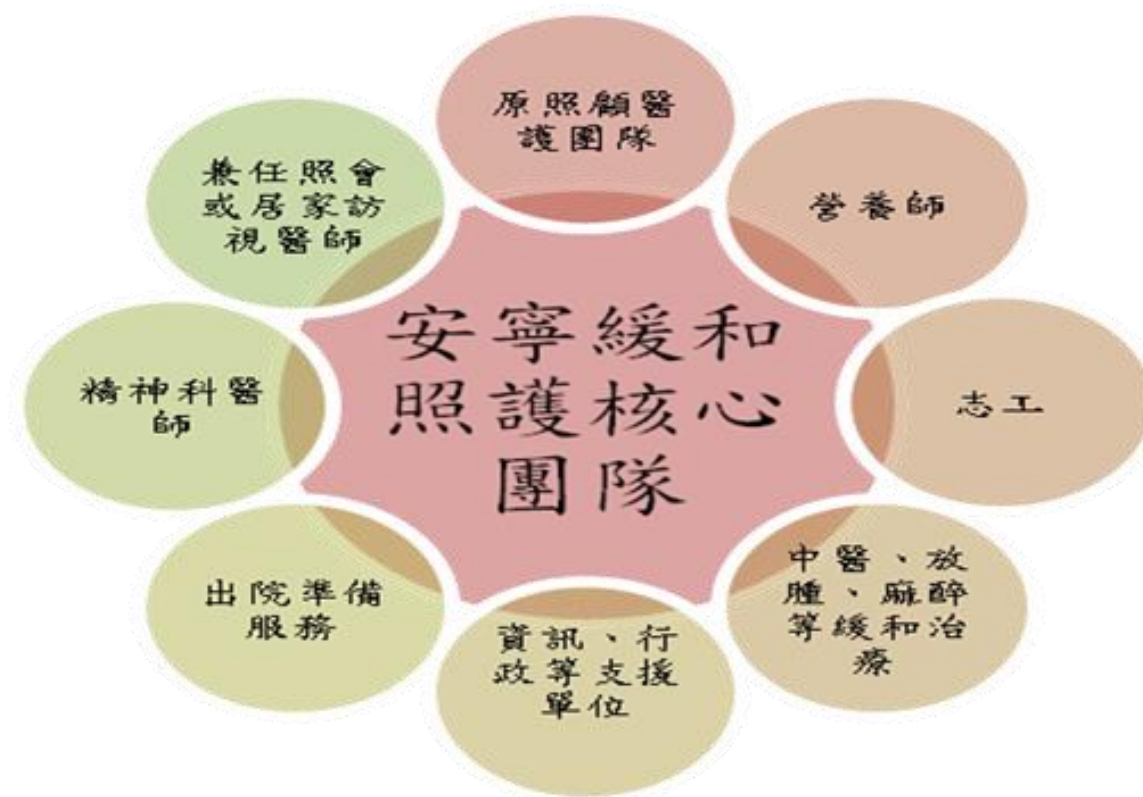 原照顧醫
護團隊
營養師
志工
中醫、放
腫、麻醉
等緩和治
療
資訊、行
政等支援
單位
出院準備
服務
精神科醫
師
兼任照會
或居家訪
視醫師
安寧緩和
照護核心
團隊